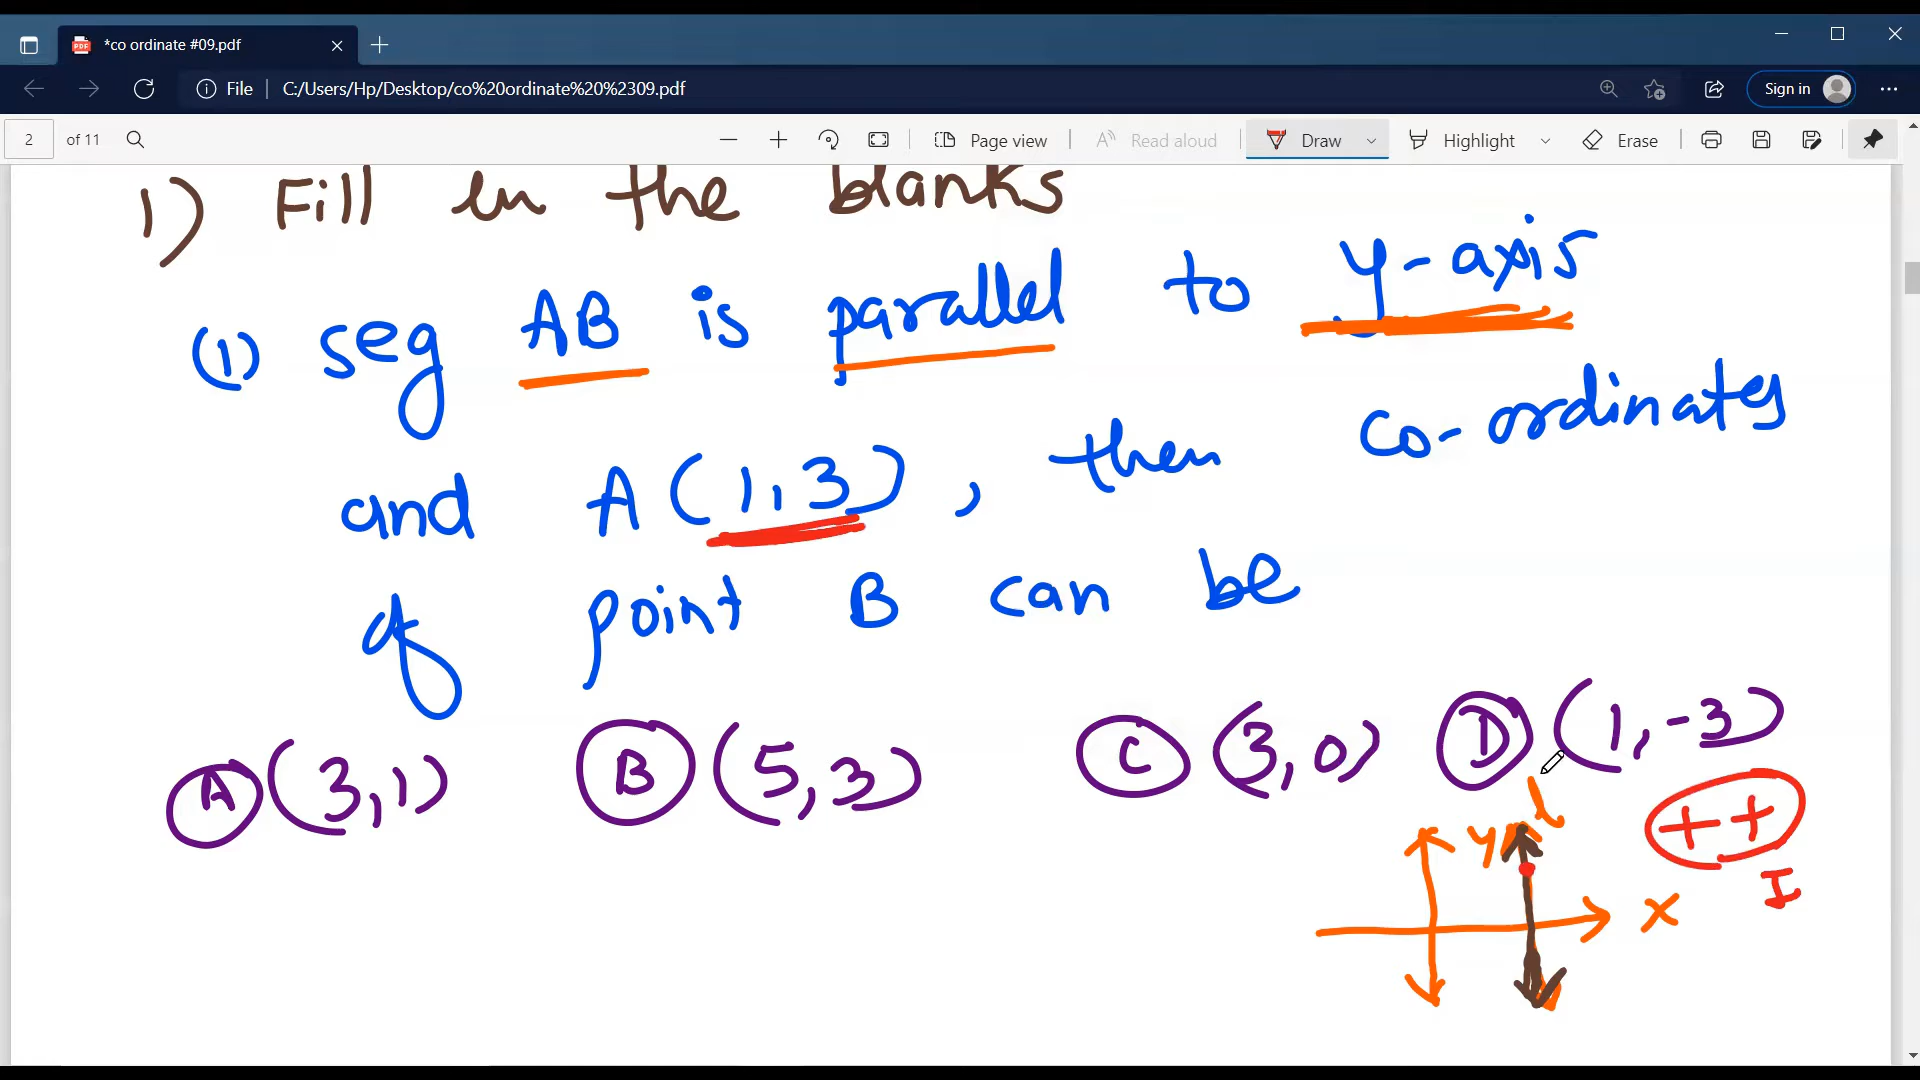 *co ordinate #09.pdf
File C:/Users/Hp/Desktop/co%20ordinate%20%2309.pdf
Sign in
2 of 11
Page view
Read aloud
Draw
Highlight
Erase
1) Fill in the blanks
(1) seg AB is parallel to y-axis
and A (1,3), then co-ordinates
of point B can be
A (3,1) B (5,3) C (3,0) D (1,-3)
l
y
++
I
x